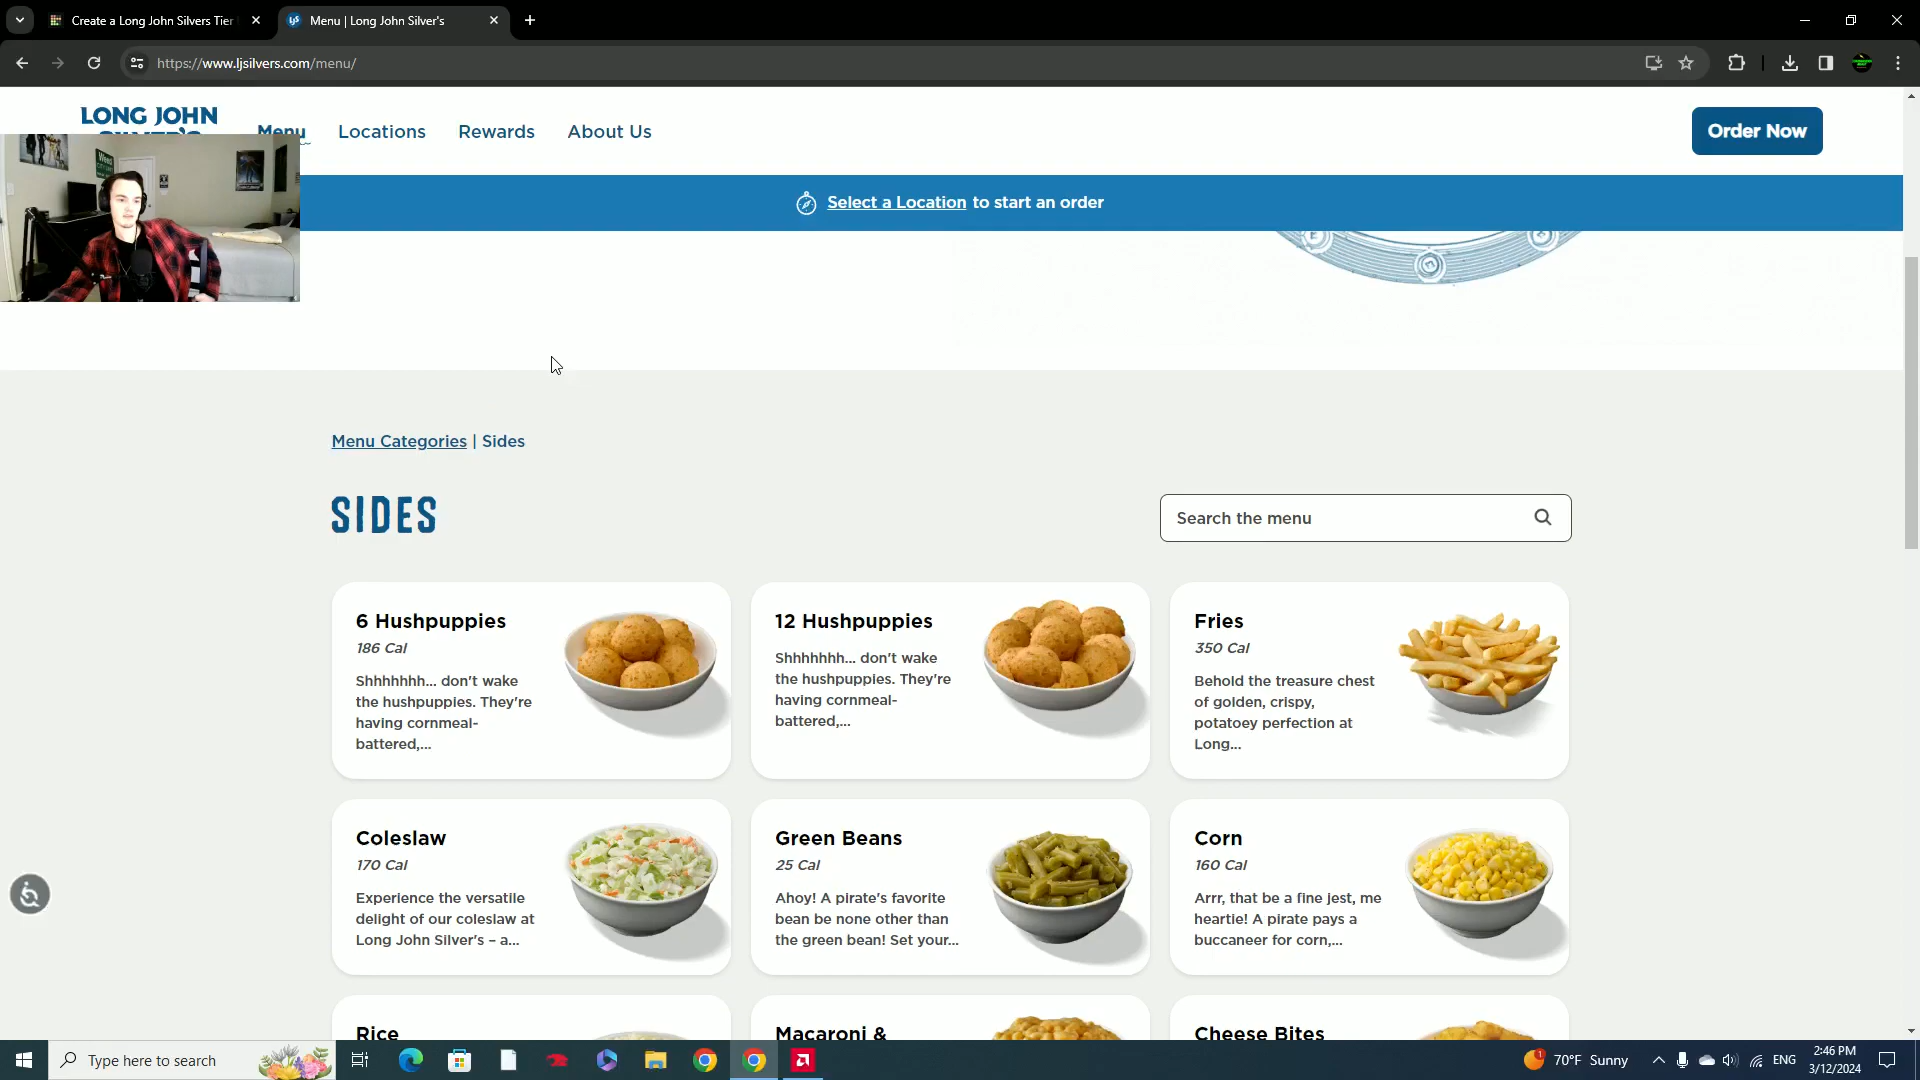 Create a Long John Silvers Tier
Menu | Long John Silver's
https://www.ljsilvers.com/menu/
LONG JOHN
SILVER'S
Menu
Locations
Rewards
About Us
Order Now
Select a Location to start an order
Menu Categories | Sides
SIDES
Search the menu
6 Hushpuppies
186 Cal
Shhhhhhh... don't wake
the hushpuppies. They're
having cornmeal-
battered,...
12 Hushpuppies
Shhhhhhh... don't wake
the hushpuppies. They're
having cornmeal-
battered,...
Fries
350 Cal
Behold the treasure chest
of golden, crispy,
potatoey perfection at
Long...
Coleslaw
170 Cal
Experience the versatile
delight of our coleslaw at
Long John Silver's – a...
Green Beans
25 Cal
Ahoy! A pirate's favorite
bean be none other than
the green bean! Set your...
Corn
160 Cal
Arrr, that be a fine jest, me
heartie! A pirate pays a
buccaneer for corn,...
Rice
Macaroni &
Cheese Bites
Type here to search
70°F Sunny
ENG
2:46 PM
3/12/2024